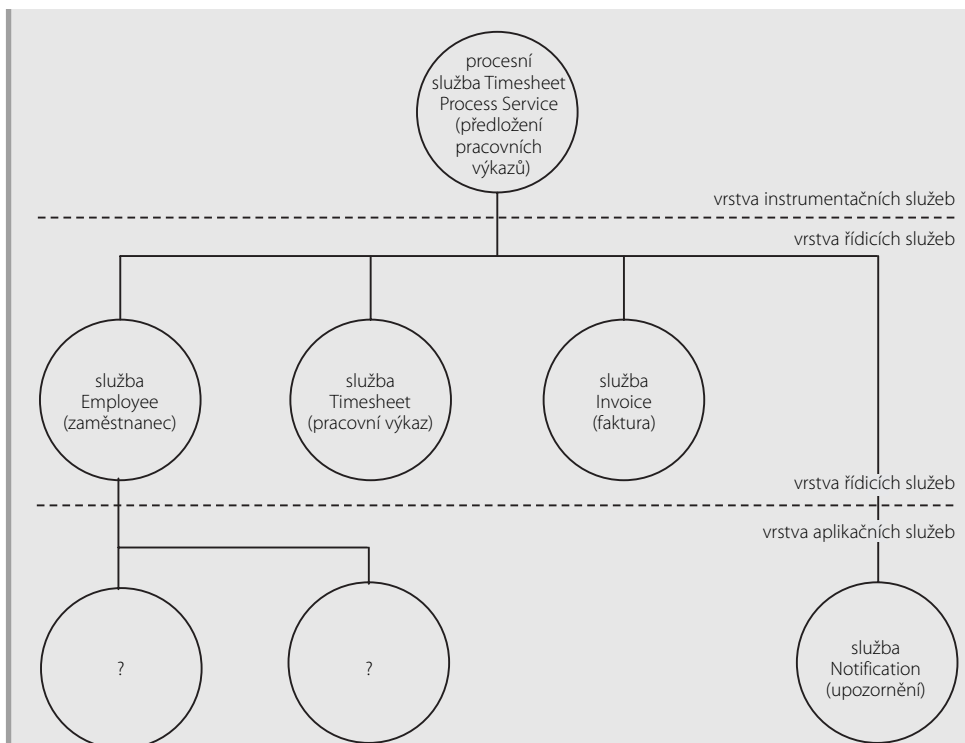 procesní
služba Timesheet
Process Service
(předložení
pracovních
výkazů)
vrstva instrumentačních služeb
vrstva řídicích služeb
služba
Employee
(zaměstnanec)
služba
Timesheet
(pracovní výkaz)
služba
Invoice
(faktura)
vrstva řídicích služeb
vrstva aplikačních služeb
?
?
služba
Notification
(upozornění)